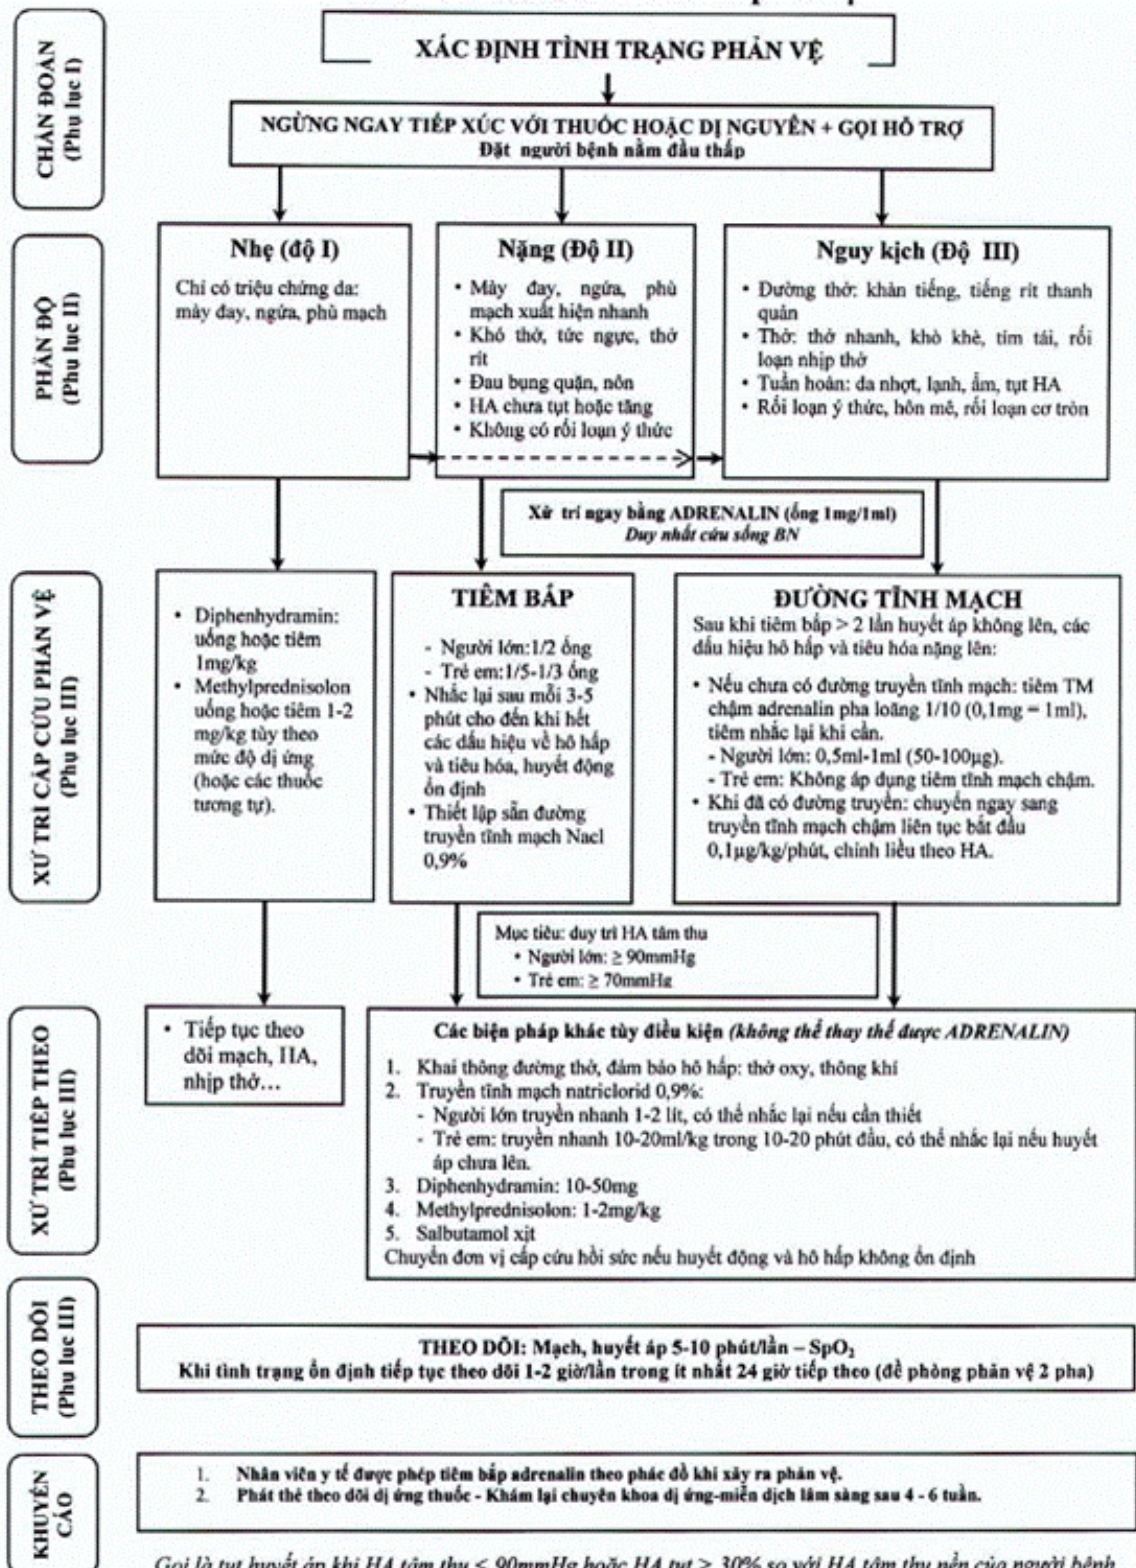 CHẨN ĐOÁN
(Phụ lục I)
XÁC ĐỊNH TÌNH TRẠNG PHẢN VỆ
NGỪNG NGAY TIẾP XÚC VỚI THUỐC HOẶC DỊ NGUYÊN + GỌI HỖ TRỢ
Đặt người bệnh nằm đầu thấp
PHÂN ĐỘ
(Phụ lục II)
Nhẹ (độ I)
Chỉ có triệu chứng da:
mày đay, ngứa, phù mạch
Nặng (Độ II)
• Mày đay, ngứa, phù
mạch xuất hiện nhanh
• Khó thở, tức ngực, thở
rít
• Đau bụng quặn, nôn
• HA chưa tụt hoặc tăng
• Không có rối loạn ý thức
Nguy kịch (Độ III)
• Đường thở: khàn tiếng, tiếng rít thanh
quản
• Thở: thở nhanh, khò khè, tím tái, rối
loạn nhịp thở
• Tuần hoàn: da nhợt, lạnh, ẩm, tụt HA
• Rối loạn ý thức, hôn mê, rối loạn cơ tròn
Xử trí ngay bằng ADRENALIN (ống 1mg/1ml)
Duy nhất cứu sống BN
XỬ TRÍ CẤP CỨU PHẢN VỆ
(Phụ lục III)
• Diphenhydramin:
uống hoặc tiêm
1mg/kg
• Methylprednisolon
uống hoặc tiêm 1-2
mg/kg tùy theo
mức độ dị ứng
(hoặc các thuốc
tương tự).
TIÊM BẮP
- Người lớn:1/2 ống
- Trẻ em:1/5-1/3 ống
• Nhắc lại sau mỗi 3-5
phút cho đến khi hết
các dấu hiệu về hô hấp
và tiêu hóa, huyết động
ổn định
• Thiết lập sẵn đường
truyền tĩnh mạch Nacl
0,9%
ĐƯỜNG TĨNH MẠCH
Sau khi tiêm bắp > 2 lần huyết áp không lên, các
dấu hiệu hô hấp và tiêu hóa nặng lên:
• Nếu chưa có đường truyền tĩnh mạch: tiêm TM
chậm adrenalin pha loãng 1/10 (0,1mg = 1ml),
tiêm nhắc lại khi cần.
- Người lớn: 0,5ml-1ml (50-100µg).
- Trẻ em: Không áp dụng tiêm tĩnh mạch chậm.
• Khi đã có đường truyền: chuyển ngay sang
truyền tĩnh mạch chậm liên tục bắt đầu
0,1µg/kg/phút, chỉnh liều theo HA.
Mục tiêu: duy trì HA tâm thu
• Người lớn: ≥ 90mmHg
• Trẻ em: ≥ 70mmHg
XỬ TRÍ TIẾP THEO
(Phụ lục III)
• Tiếp tục theo
dõi mạch, HA,
nhịp thở…
Các biện pháp khác tùy điều kiện (không thể thay thế được ADRENALIN)
1. Khai thông đường thở, đảm bảo hô hấp: thở oxy, thông khí
2. Truyền tĩnh mạch natriclorid 0,9%:
- Người lớn truyền nhanh 1-2 lít, có thể nhắc lại nếu cần thiết
- Trẻ em: truyền nhanh 10-20ml/kg trong 10-20 phút đầu, có thể nhắc lại nếu huyết
áp chưa lên.
3. Diphenhydramin: 10-50mg
4. Methylprednisolon: 1-2mg/kg
5. Salbutamol xịt
Chuyển đơn vị cấp cứu hồi sức nếu huyết động và hô hấp không ổn định
THEO DÕI
(Phụ lục III)
THEO DÕI: Mạch, huyết áp 5-10 phút/lần – SpO₂
Khi tình trạng ổn định tiếp tục theo dõi 1-2 giờ/lần trong ít nhất 24 giờ tiếp theo (đề phòng phản vệ 2 pha)
KHUYẾN
CÁO
1. Nhân viên y tế được phép tiêm bắp adrenalin theo phác đồ khi xảy ra phản vệ.
2. Phát thẻ theo dõi dị ứng thuốc - Khám lại chuyên khoa dị ứng-miễn dịch lâm sàng sau 4 - 6 tuần.
Gọi là tụt huyết áp khi HA tâm thu < 90mmHg hoặc HA tụt > 30% so với HA tâm thu nền của người bệnh